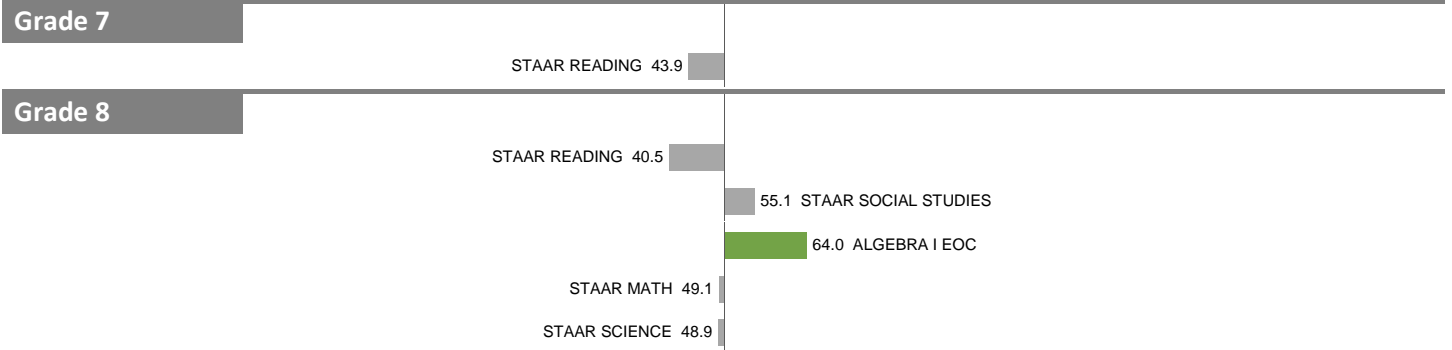 Grade 7
STAAR READING 43.9
Grade 8
STAAR READING 40.5
55.1 STAAR SOCIAL STUDIES
64.0 ALGEBRA I EOC
STAAR MATH 49.1
STAAR SCIENCE 48.9